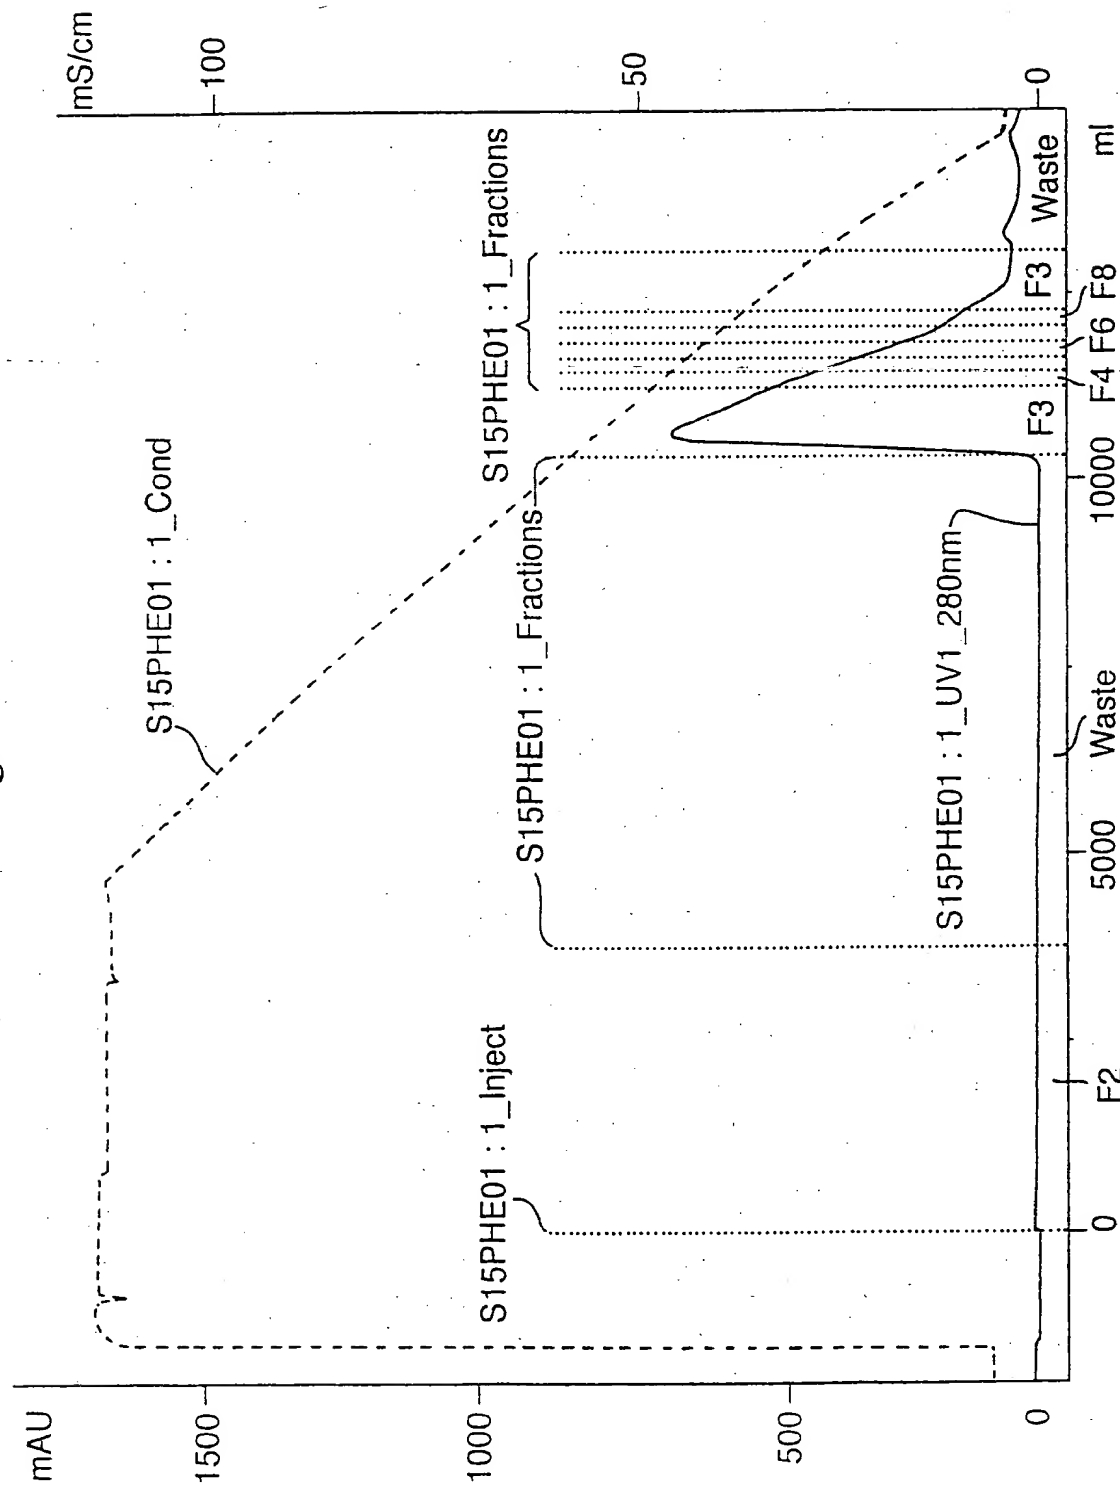 mAU
1500
1000
500
0
mS/cm
100
50
0
S15PHE01 : 1_Cond
S15PHE01 : 1_Inject
S15PHE01 : 1_Fractions
S15PHE01 : 1_Fractions
S15PHE01 : 1_UV1_280nm
F3
F3
Waste
0
F2
5000
Waste
10000
F4
F6
F8
ml